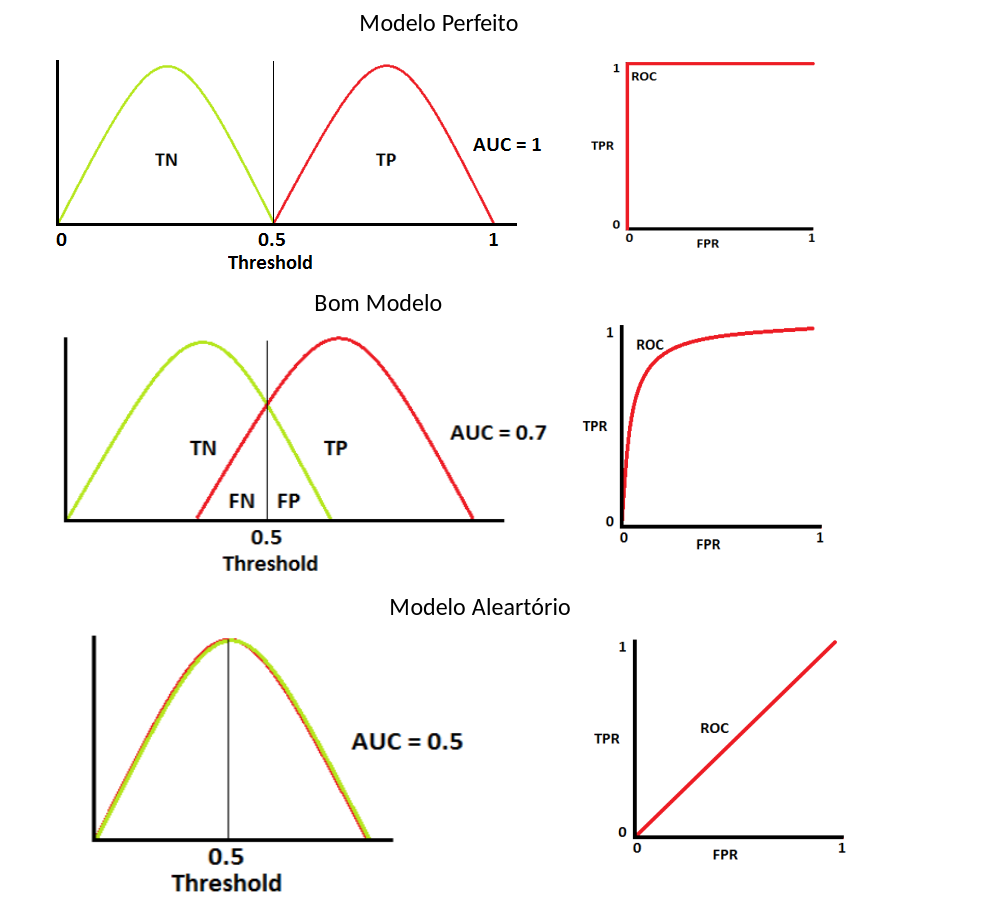 Modelo Perfeito
TN
TP
AUC = 1
0
0.5
1
Threshold
1
ROC
TPR
0
0
1
FPR
Bom Modelo
TN
TP
FN
FP
AUC = 0.7
0.5
Threshold
1
ROC
TPR
0
0
1
FPR
Modelo Aleartório
AUC = 0.5
0.5
Threshold
1
ROC
TPR
0
0
1
FPR